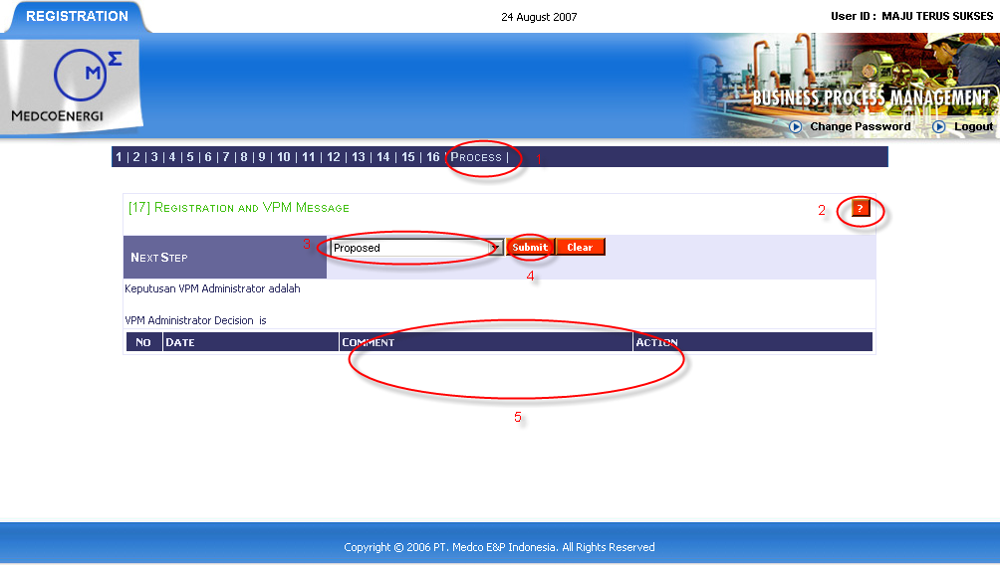 REGISTRATION
24 August 2007
User ID : MAJU TERUS SUKSES
MEDCOENERGI
M Σ
BUSINESS PROCESS MANAGEMENT
Change Password
Logout
1 | 2 | 3 | 4 | 5 | 6 | 7 | 8 | 9 | 10 | 11 | 12 | 13 | 14 | 15 | 16 | PROCESS |
1
[17] REGISTRATION AND VPM MESSAGE
2
?
NEXT STEP
3
Proposed
Submit
Clear
4
Keputusan VPM Administrator adalah
VPM Administrator Decision is
NO DATE COMMENT ACTION
5
Copyright © 2006 PT. Medco E&P Indonesia. All Rights Reserved